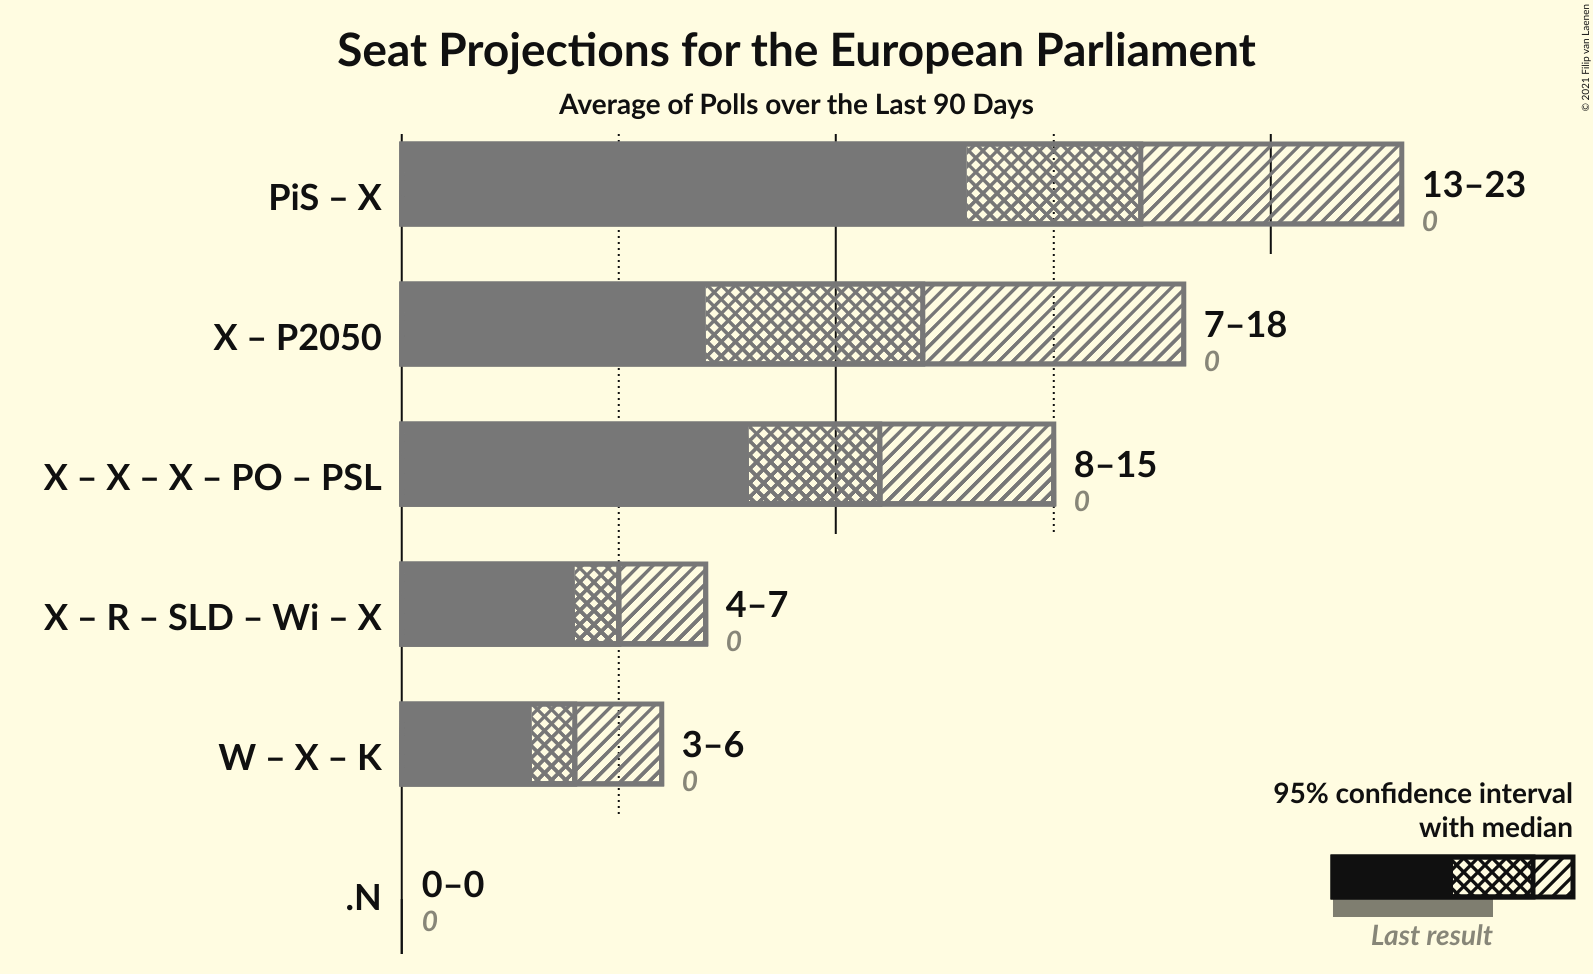 Seat Projections for the European Parliament
Average of Polls over the Last 90 Days
© 2021 Filip van Laenen
PiS – X
13–23
0
X – P2050
7–18
0
X – X – X – PO – PSL
8–15
0
X – R – SLD – Wi – X
4–7
0
W – X – K
3–6
0
.N
0–0
0
95% confidence interval
with median
Last result